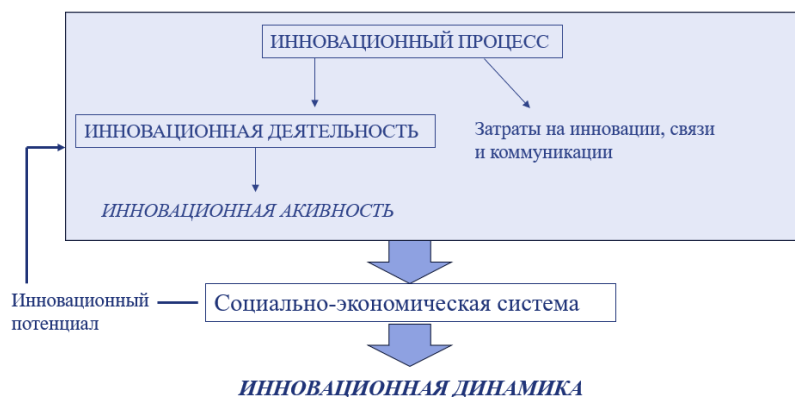 ИННОВАЦИОННЫЙ ПРОЦЕСС
ИННОВАЦИОННАЯ ДЕЯТЕЛЬНОСТЬ
Затраты на инновации, связи
и коммуникации
ИННОВАЦИОННАЯ АКИВНОСТЬ
Инновационный
потенциал
Социально-экономическая система
ИННОВАЦИОННАЯ ДИНАМИКА